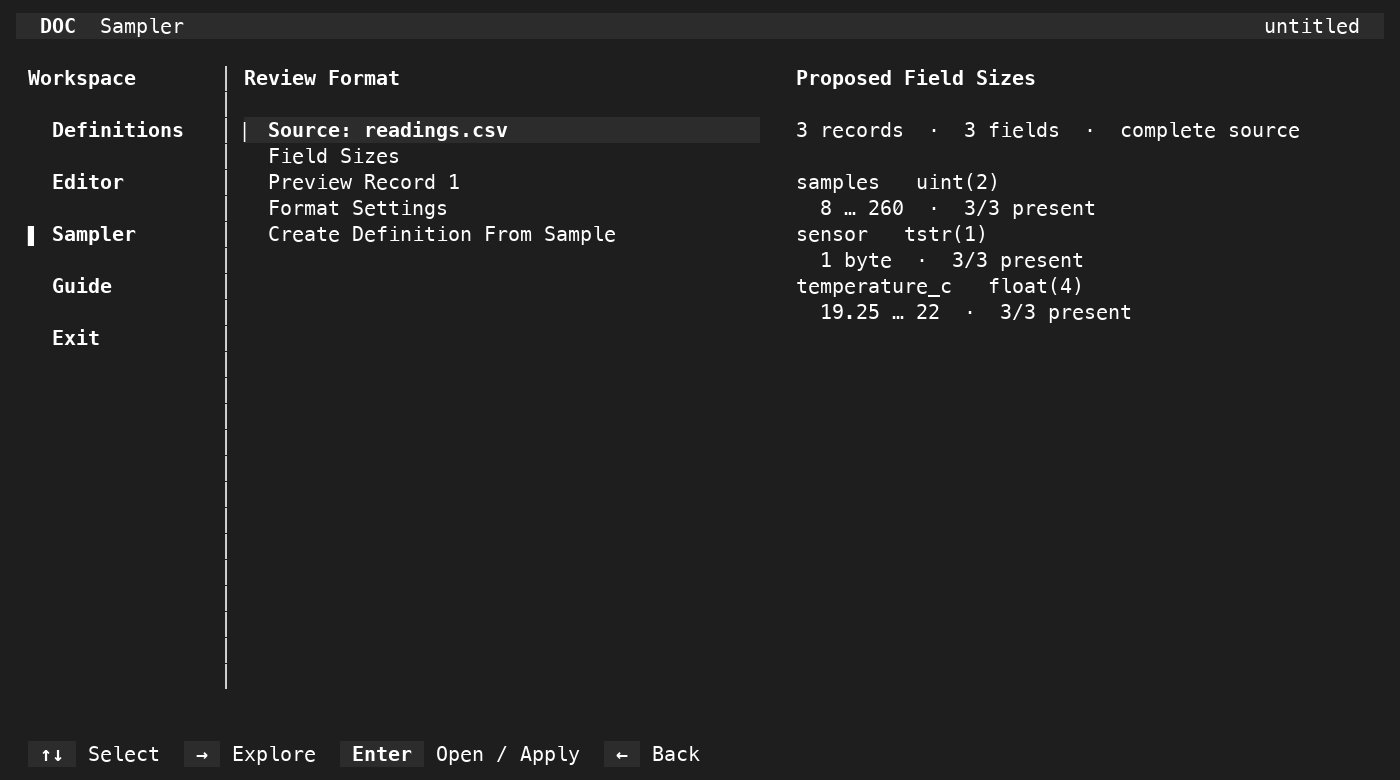 DOC Sampler untitled
Workspace
Definitions
Editor
Sampler
Guide
Exit
Review Format
Source: readings.csv
Field Sizes
Preview Record 1
Format Settings
Create Definition From Sample
Proposed Field Sizes
3 records · 3 fields · complete source
samples uint(2)
8 … 260 · 3/3 present
sensor tstr(1)
1 byte · 3/3 present
temperature_c float(4)
19.25 … 22 · 3/3 present
↑↓ Select → Explore Enter Open / Apply ← Back